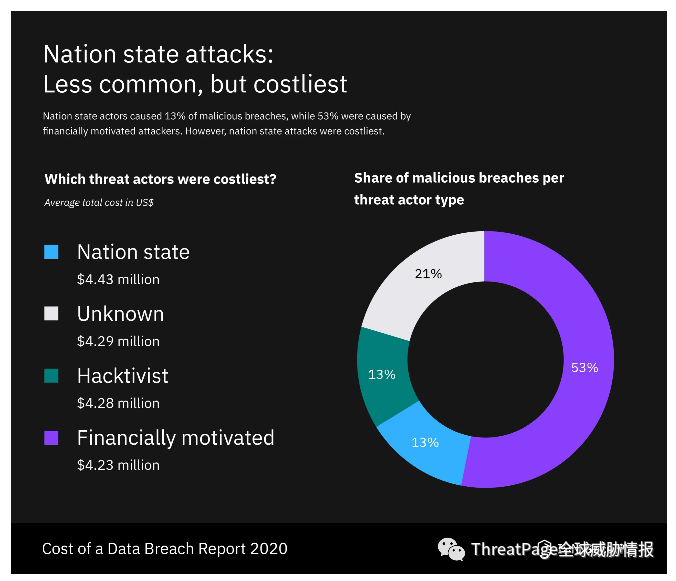 Nation state attacks:
Less common, but costliest
Nation state actors caused 13% of malicious breaches, while 53% were caused by
financially motivated attackers. However, nation state attacks were costliest.
Which threat actors were costliest?
Average total cost in US$
Nation state
$4.43 million
Unknown
$4.29 million
Hacktivist
$4.28 million
Financially motivated
$4.23 million
Share of malicious breaches per
threat actor type
21%
53%
13%
13%
Cost of a Data Breach Report 2020
ThreatPage全球威胁情报